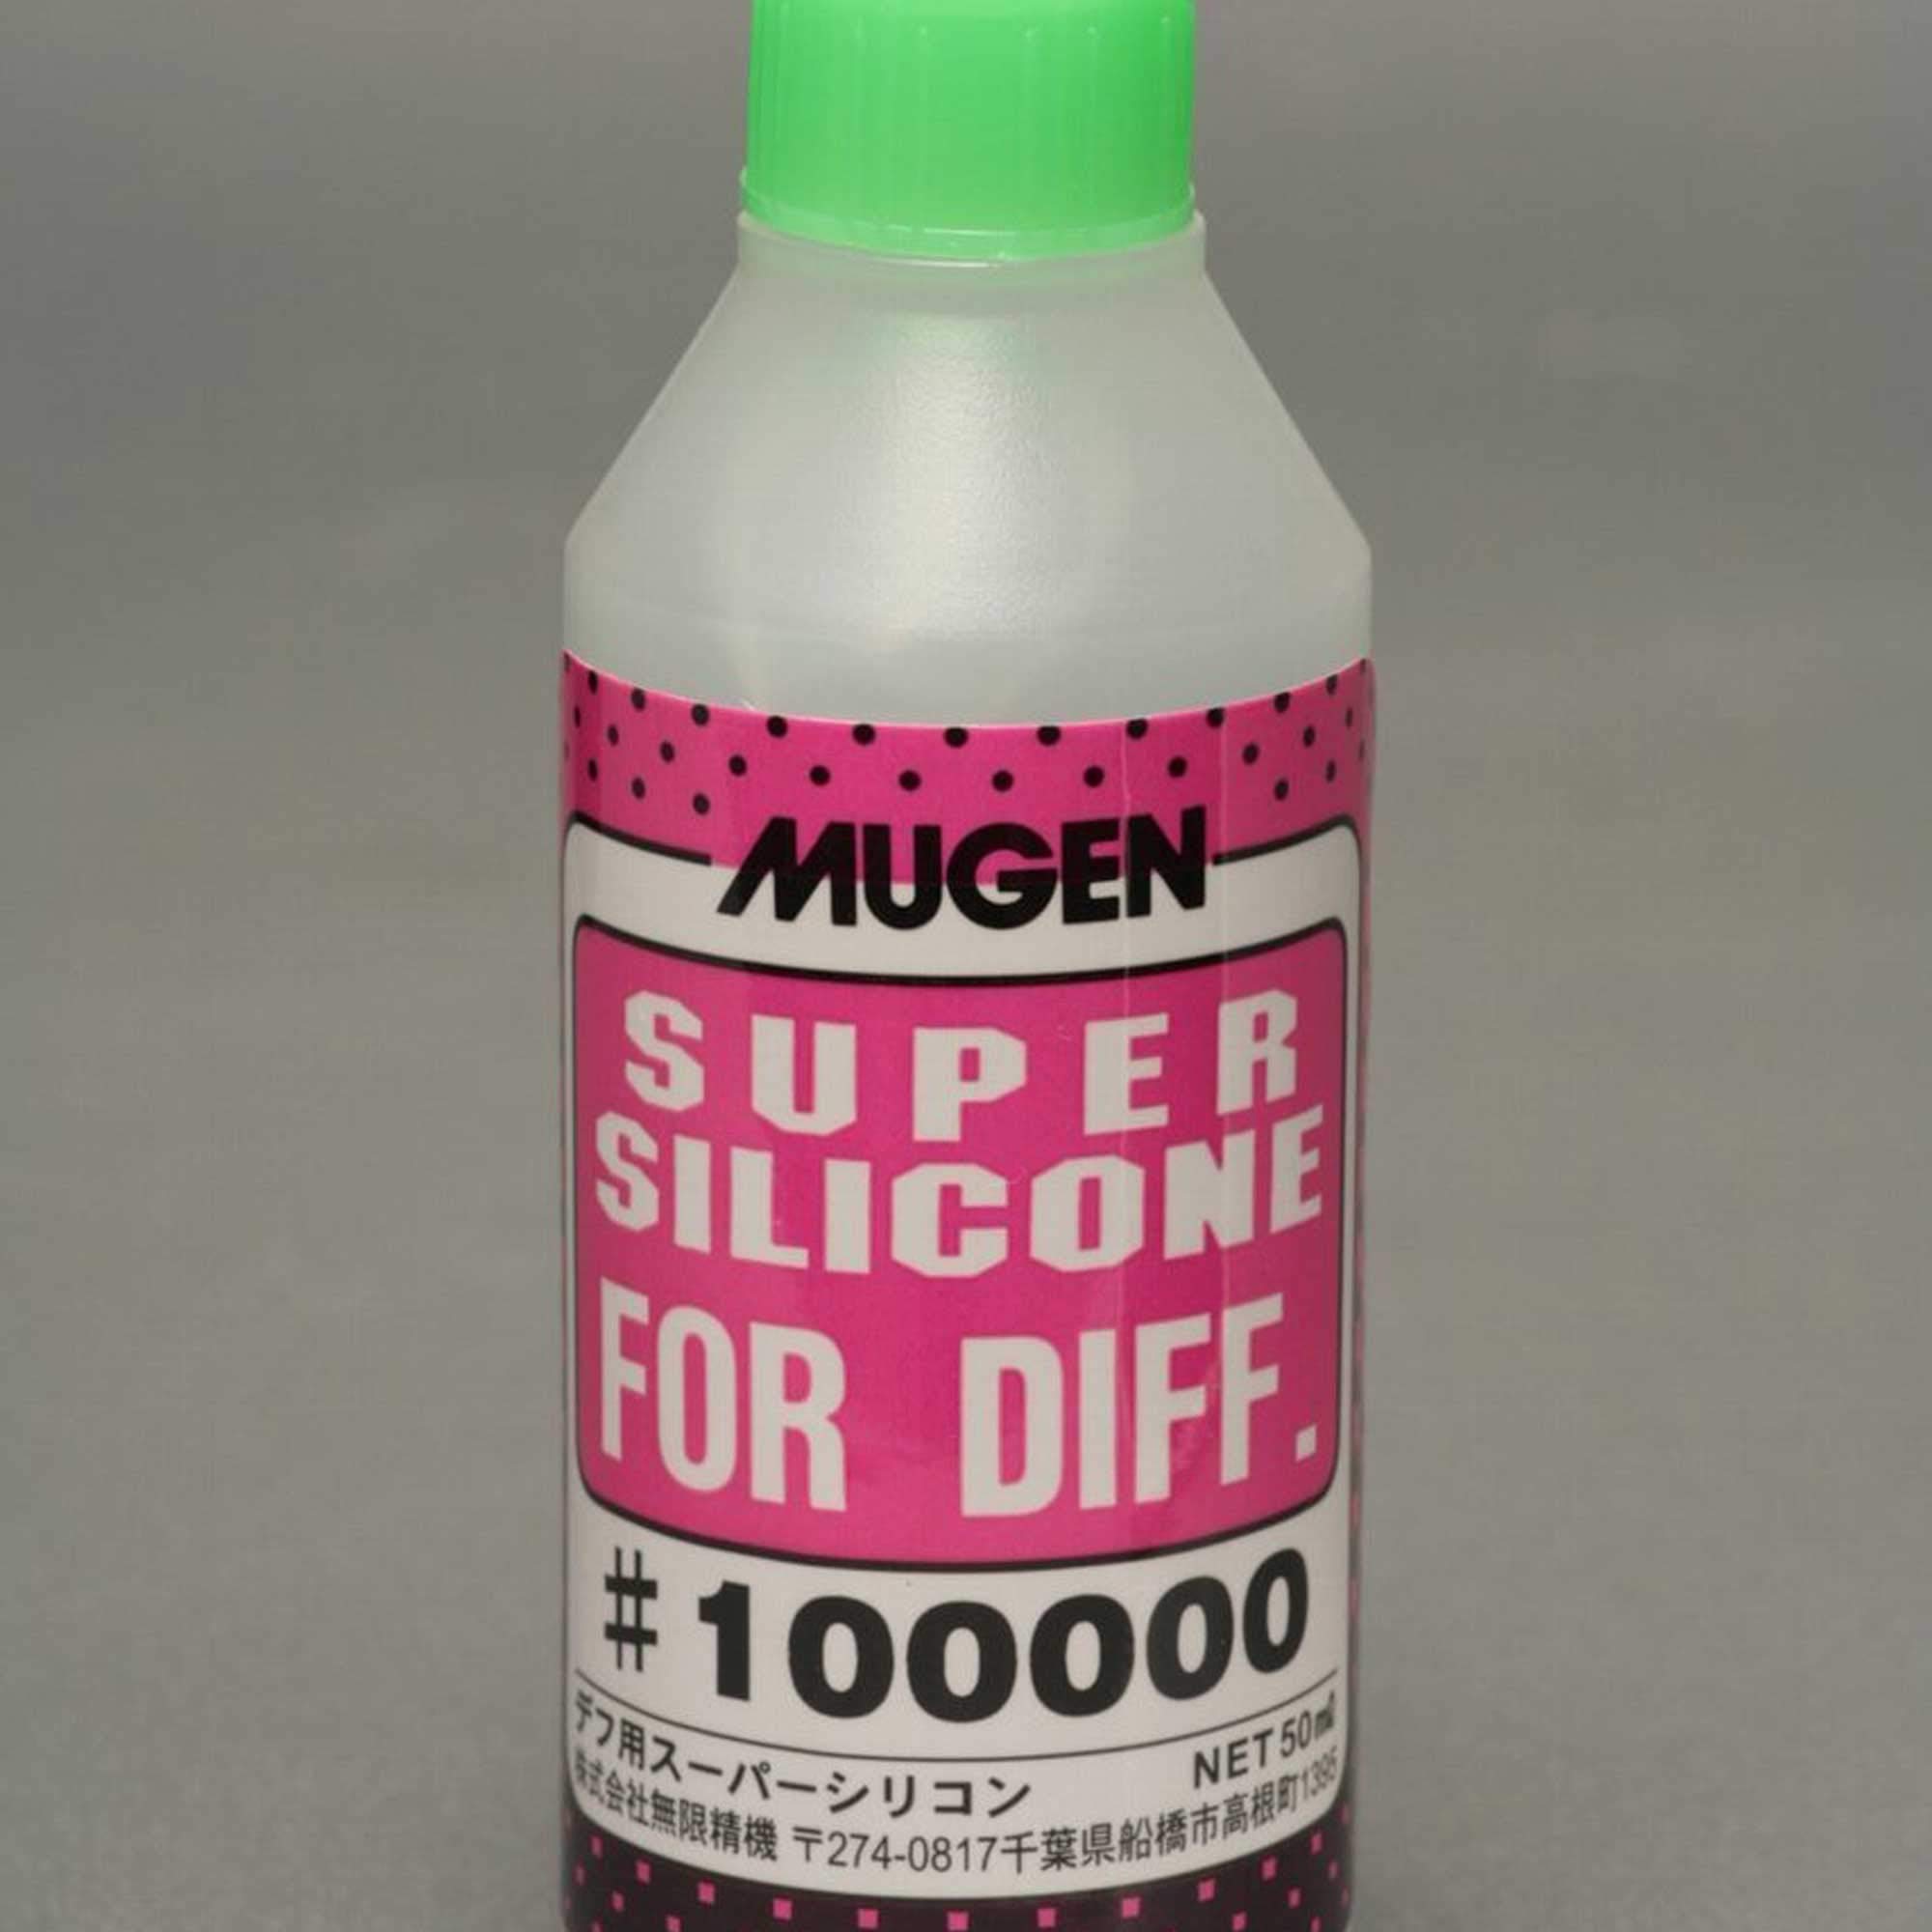 MUGEN
SUPER
SILICONE
FOR DIFF.
#100000
デフ用スーパーシリコン NET 50mℓ
株式会社無限精機 〒274-0817千葉県船橋市高根町1395